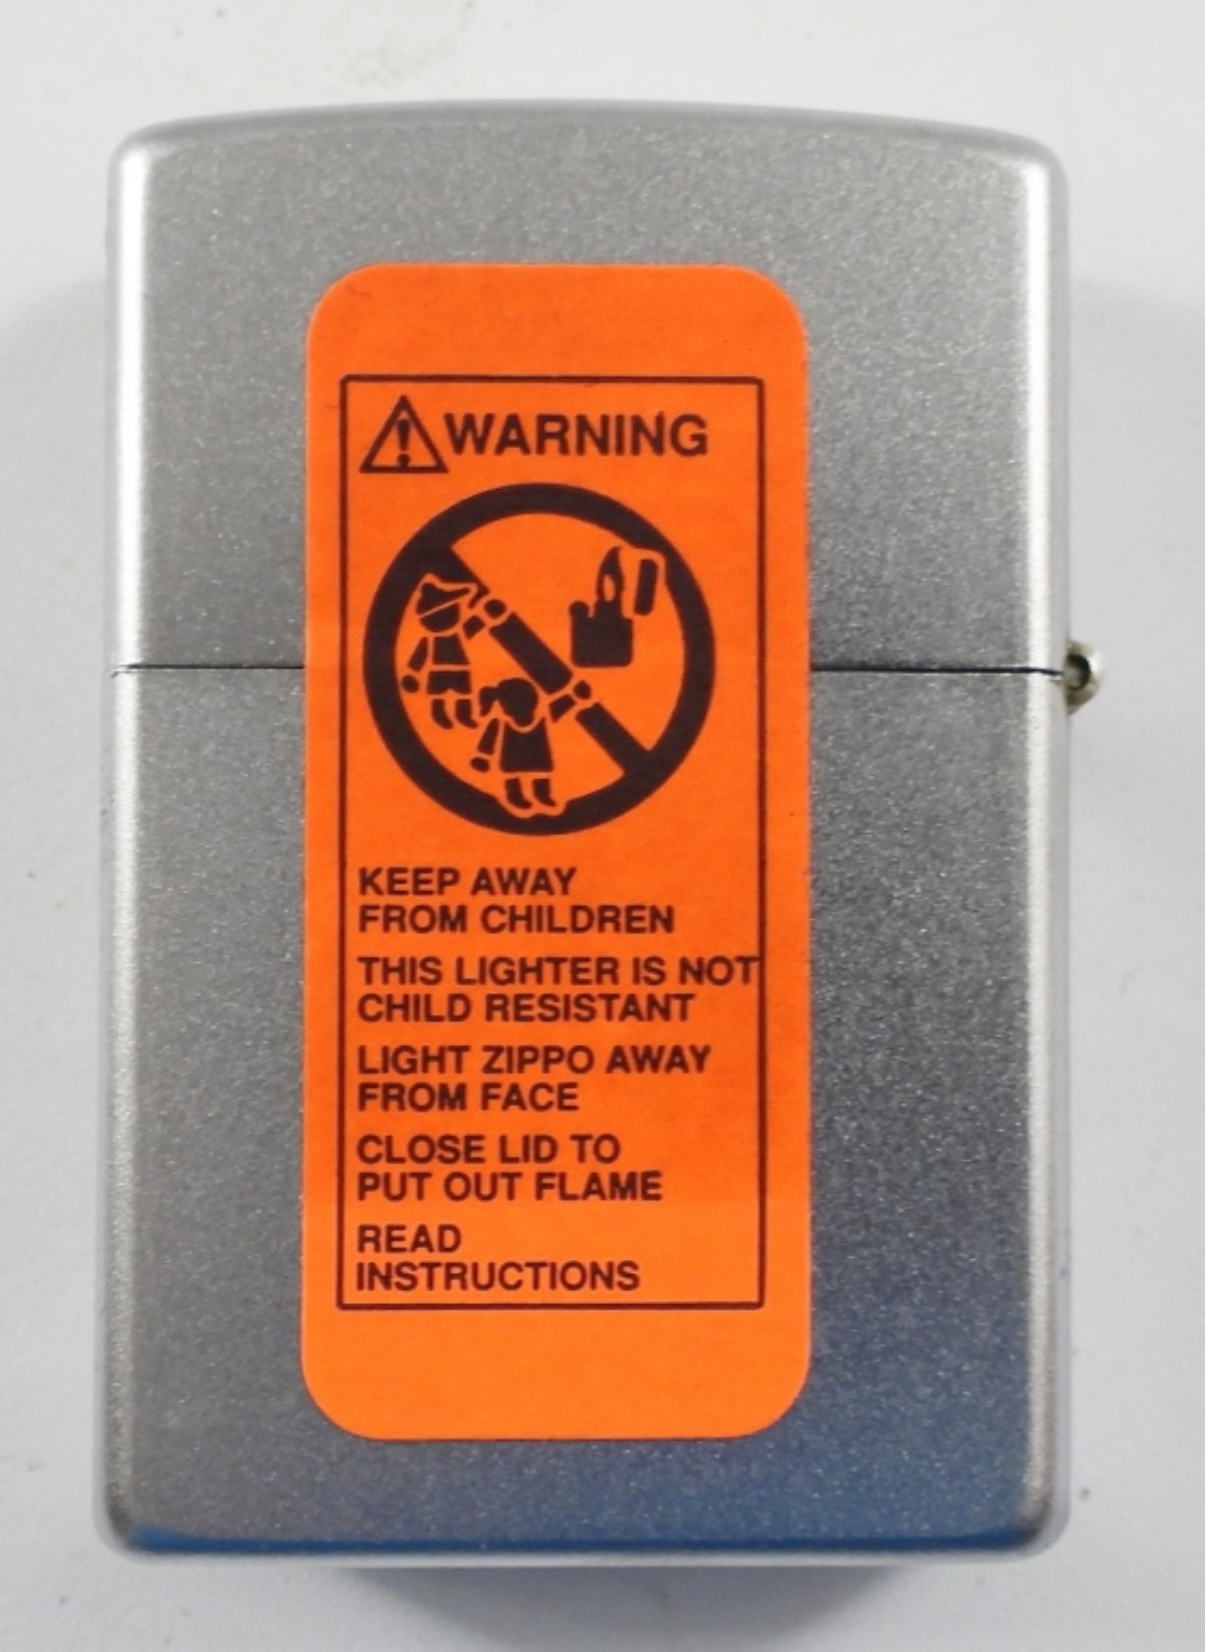 WARNING
KEEP AWAY
FROM CHILDREN
THIS LIGHTER IS NOT
CHILD RESISTANT
LIGHT ZIPPO AWAY
FROM FACE
CLOSE LID TO
PUT OUT FLAME
READ
INSTRUCTIONS